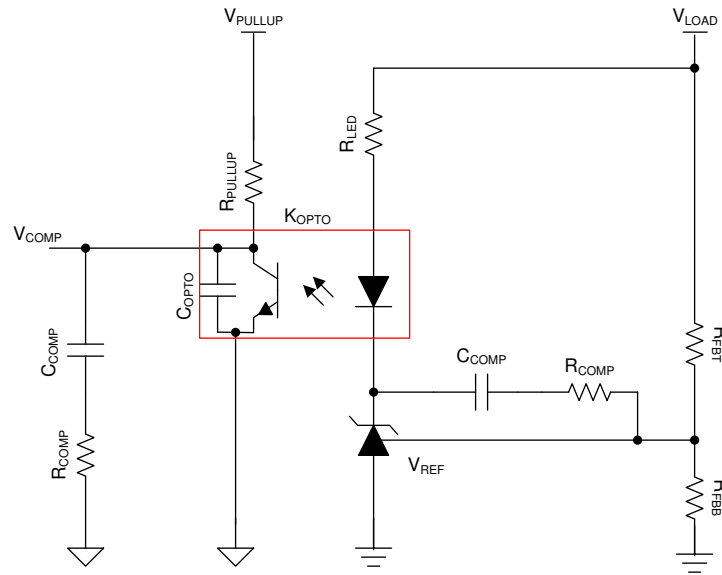 VPULLUP
VLOAD
RLED
RPULLUP
KOPTO
VCOMP
COPTO
CCOMP
RCOMP
CCOMP
RCOMP
RFBT
VREF
RFBB